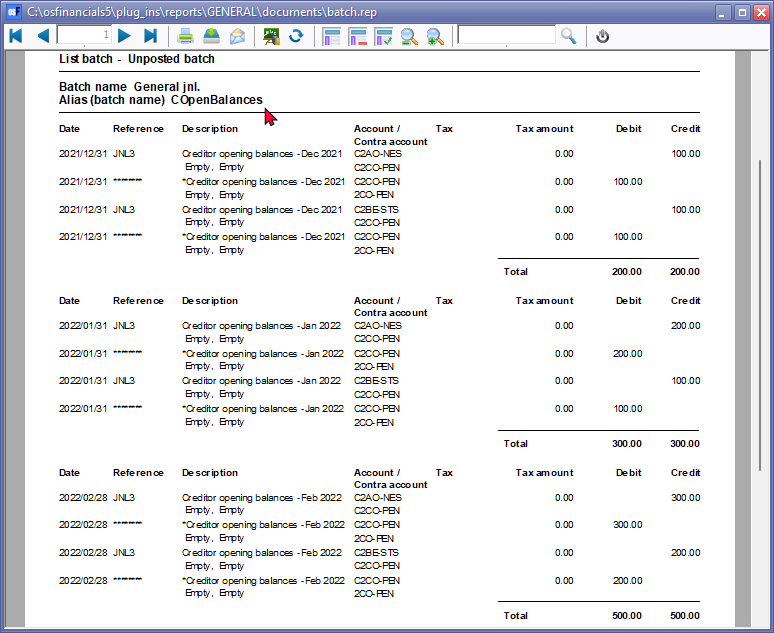 C:\osfinancials5\plug_ins\reports\GENERAL\documents\batch.rep
1
List batch - Unposted batch
Batch name General jnl.
Alias (batch name) COpenBalances
Date Reference Description Account / Tax Tax amount Debit Credit
Contra account
2021/12/31 JNL3 Creditor opening balances - Dec 2021 C2AO-NES 0.00 100.00
Empty, Empty C2CO-PEN
2021/12/31 ******** *Creditor opening balances - Dec 2021 C2CO-PEN 0.00 100.00
Empty, Empty 2CO-PEN
2021/12/31 JNL3 Creditor opening balances - Dec 2021 C2BE-STS 0.00 100.00
Empty, Empty C2CO-PEN
2021/12/31 ******** *Creditor opening balances - Dec 2021 C2CO-PEN 0.00 100.00
Empty, Empty 2CO-PEN
Total 200.00 200.00
Date Reference Description Account / Tax Tax amount Debit Credit
Contra account
2022/01/31 JNL3 Creditor opening balances - Jan 2022 C2AO-NES 0.00 200.00
Empty, Empty C2CO-PEN
2022/01/31 ******** *Creditor opening balances - Jan 2022 C2CO-PEN 0.00 200.00
Empty, Empty 2CO-PEN
2022/01/31 JNL3 Creditor opening balances - Jan 2022 C2BE-STS 0.00 100.00
Empty, Empty C2CO-PEN
2022/01/31 ******** *Creditor opening balances - Jan 2022 C2CO-PEN 0.00 100.00
Empty, Empty 2CO-PEN
Total 300.00 300.00
Date Reference Description Account / Tax Tax amount Debit Credit
Contra account
2022/02/28 JNL3 Creditor opening balances - Feb 2022 C2AO-NES 0.00 300.00
Empty, Empty C2CO-PEN
2022/02/28 ******** *Creditor opening balances - Feb 2022 C2CO-PEN 0.00 300.00
Empty, Empty 2CO-PEN
2022/02/28 JNL3 Creditor opening balances - Feb 2022 C2BE-STS 0.00 200.00
Empty, Empty C2CO-PEN
2022/02/28 ******** *Creditor opening balances - Feb 2022 C2CO-PEN 0.00 200.00
Empty, Empty 2CO-PEN
Total 500.00 500.00